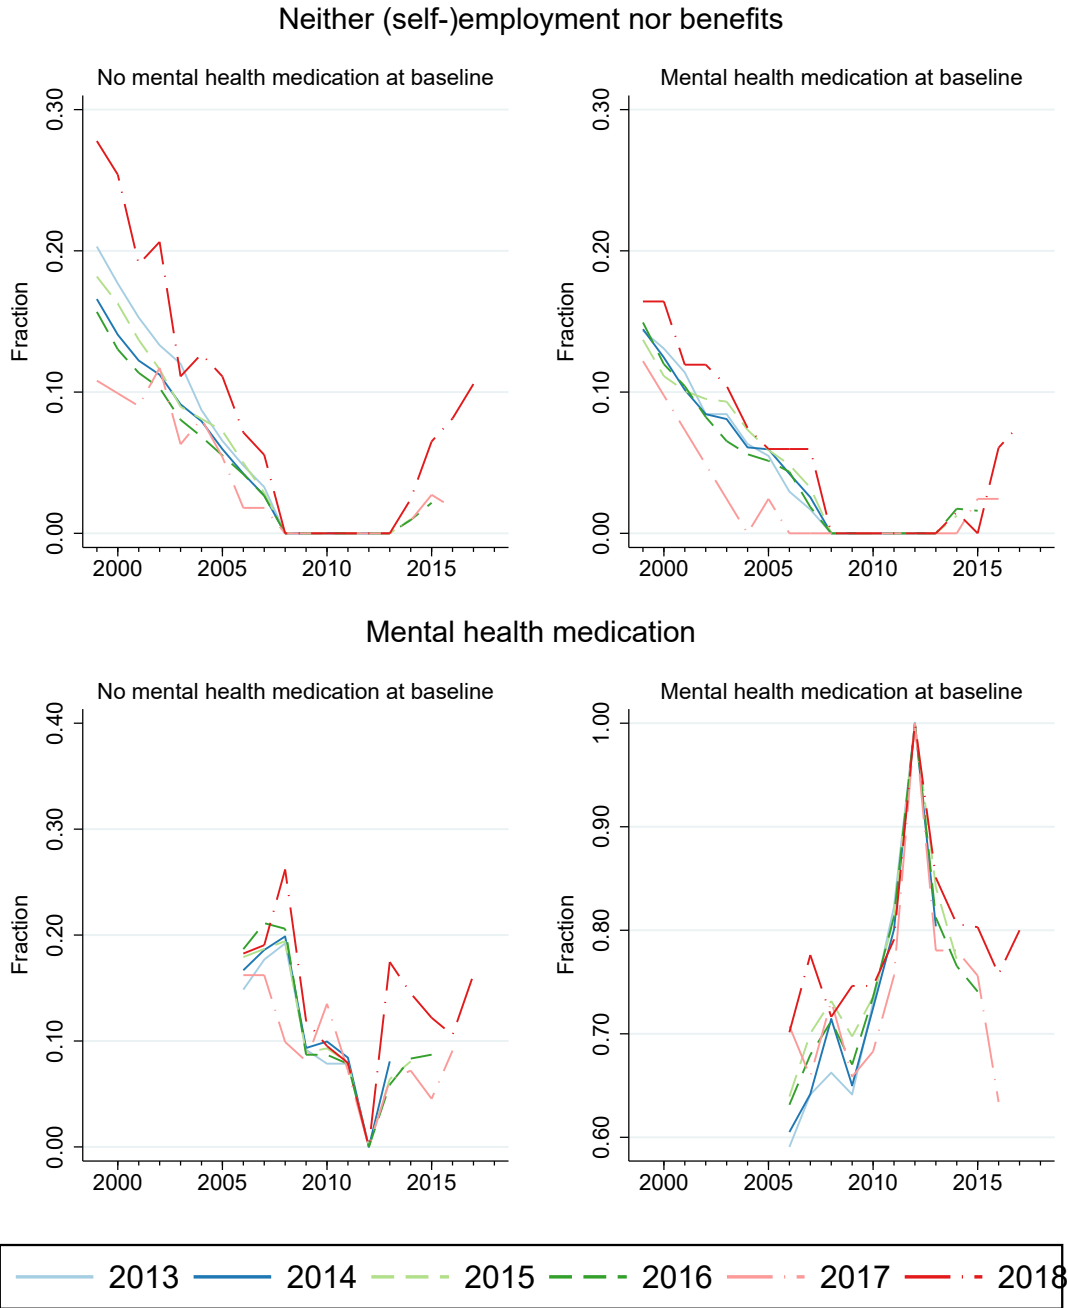 Neither (self-)employment nor benefits
No mental health medication at baseline
Mental health medication at baseline
Fraction
0.30
0.20
0.10
0.00
2000 2005 2010 2015
Fraction
0.30
0.20
0.10
0.00
2000 2005 2010 2015
Mental health medication
No mental health medication at baseline
Mental health medication at baseline
Fraction
0.40
0.30
0.20
0.10
0.00
2000 2005 2010 2015
Fraction
1.00
0.90
0.80
0.70
0.60
2000 2005 2010 2015
2013 2014 2015 2016 2017 2018